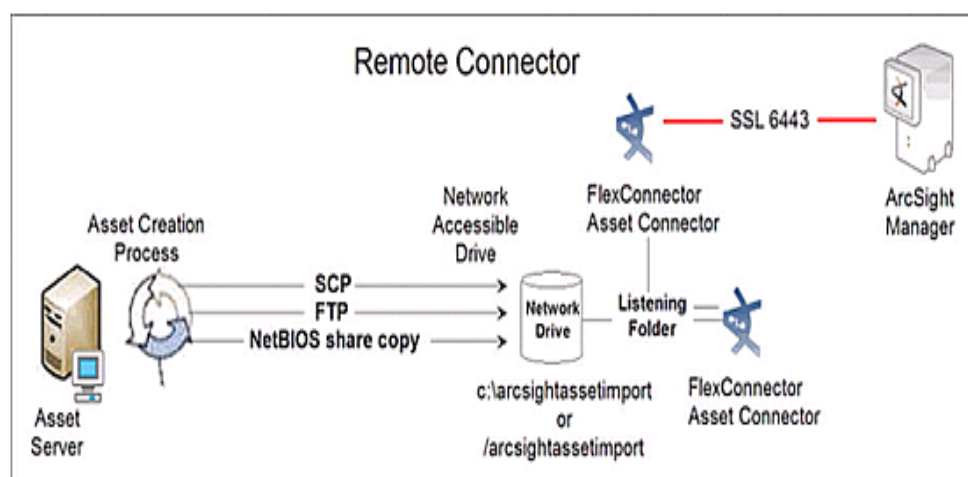 Remote Connector
SSL 6443
FlexConnector
Asset Connector
ArcSight
Manager
Asset Creation
Process
Network
Accessible
Drive
SCP
FTP
NetBIOS share copy
Network
Drive
Listening
Folder
c:\arcsightassetimport
or
/arcsightassetimport
FlexConnector
Asset Connector
Asset
Server